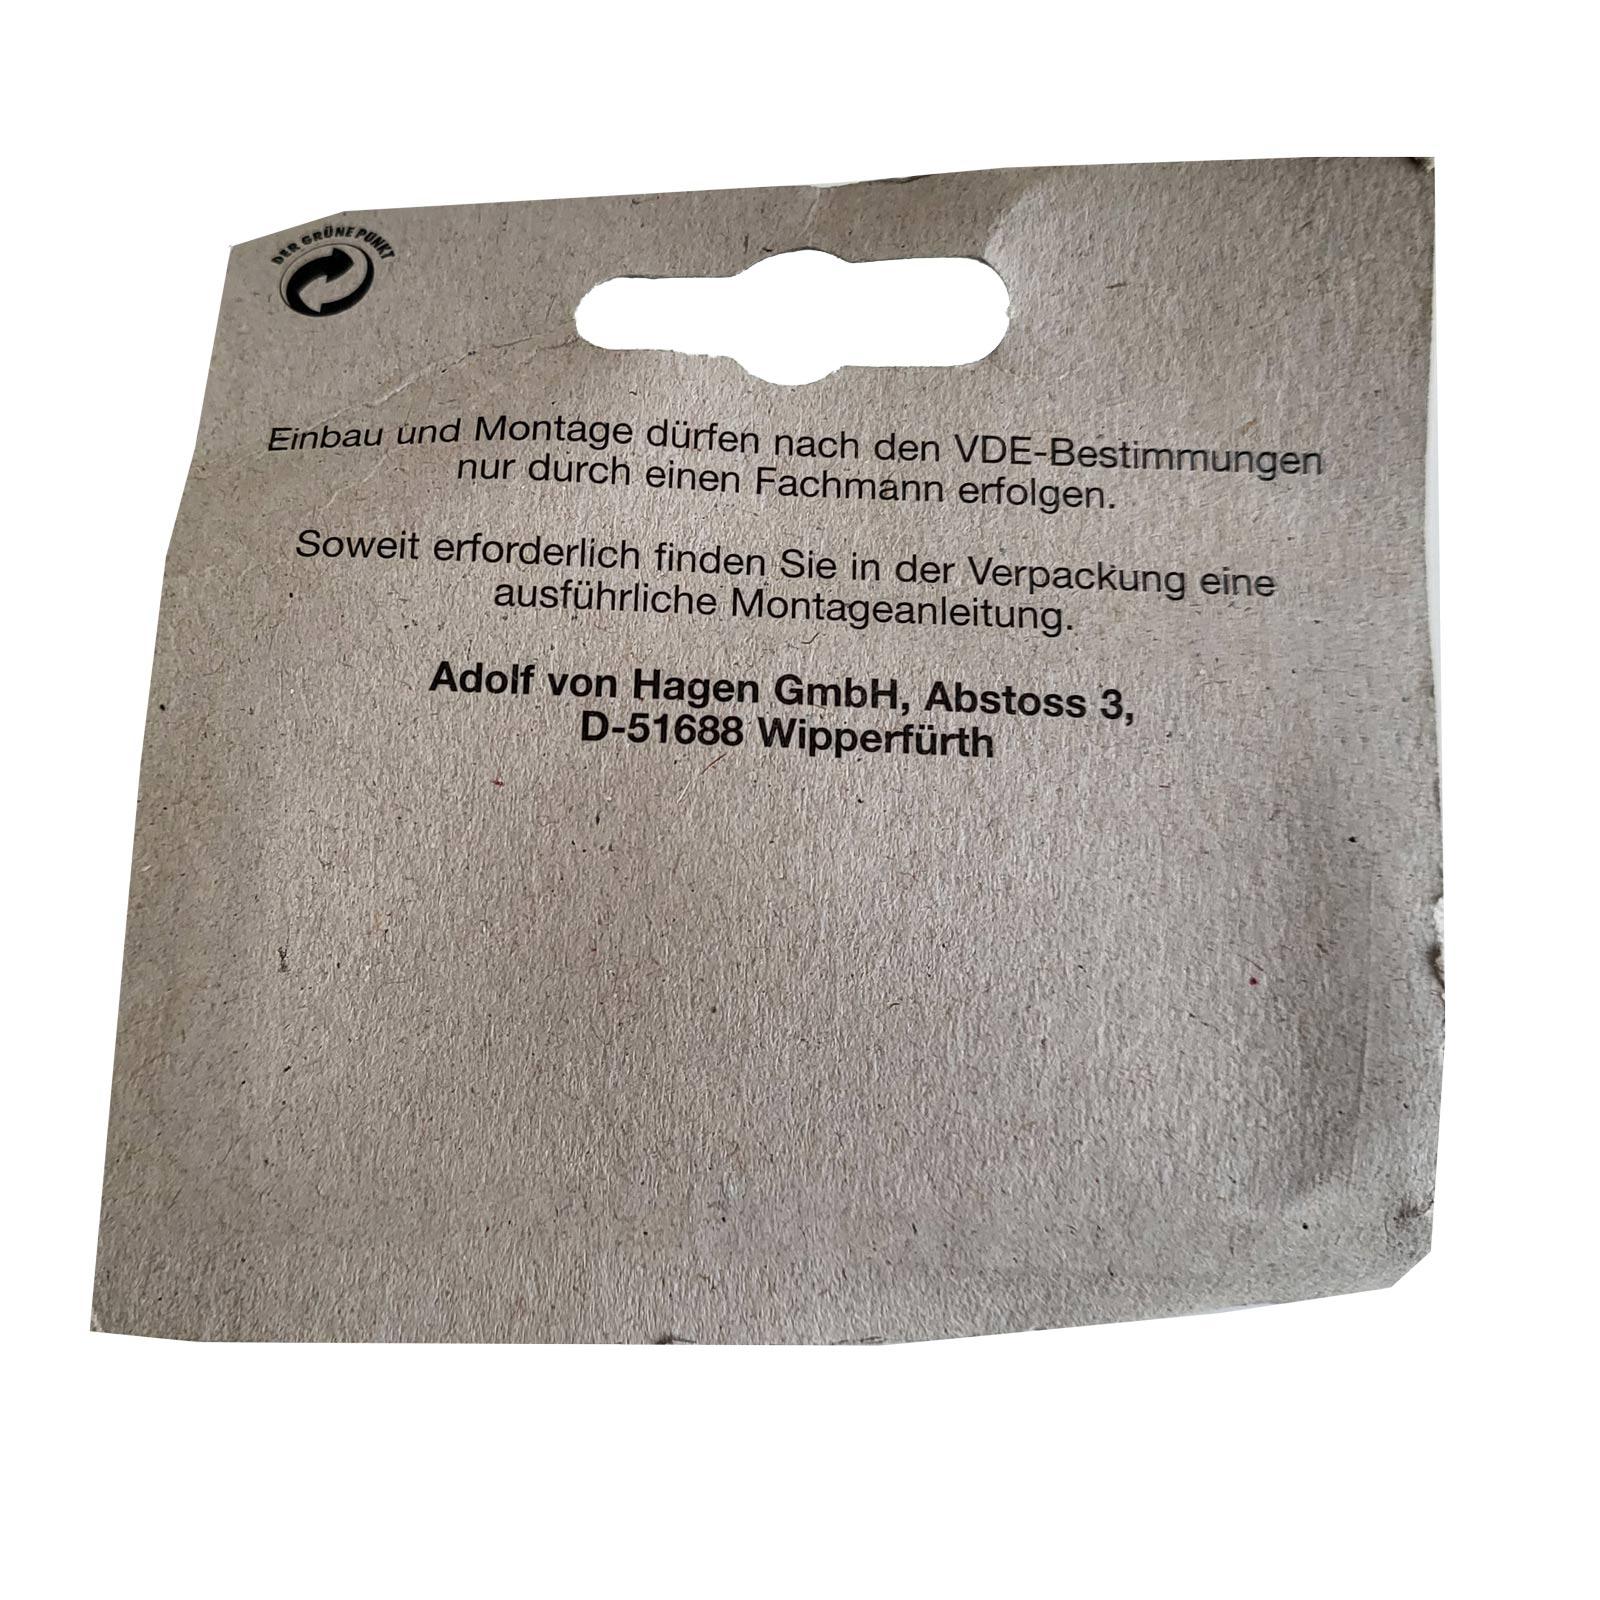 DER GRÜNE PUNKT
Einbau und Montage dürfen nach den VDE-Bestimmungen
nur durch einen Fachmann erfolgen.
Soweit erforderlich finden Sie in der Verpackung eine
ausführliche Montageanleitung.
Adolf von Hagen GmbH, Abstoss 3,
D-51688 Wipperfürth